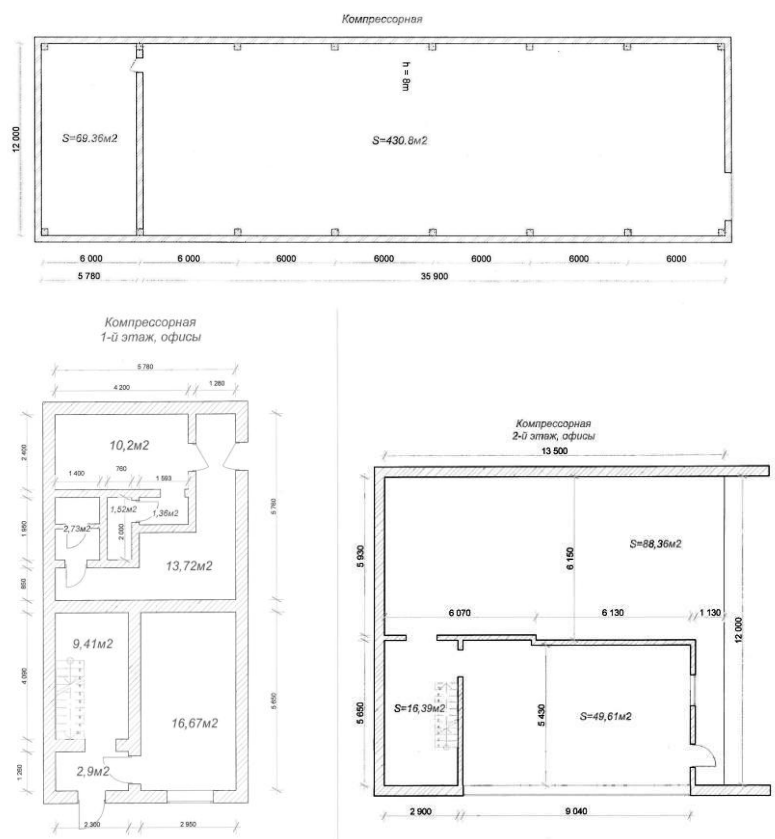 Компрессорная
h = 8m
12 000
S=69.36м2
S=430.8м2
6 000
6 000
6000
6000
6000
6000
6000
5 780
35 900
Компрессорная
1-й этаж, офисы
5 780
4 200
1 280
2 400
10,2м2
1 400
760
1 593
5 760
1 950
2,73м2
1,52м2
1,36м2
2 000
13,72м2
850
9,41м2
4 090
16,67м2
5 650
2,9м2
1 260
2 300
2 950
Компрессорная
2-й этаж, офисы
13 500
5 930
6 150
S=88,36м2
6 070
6 130
1 130
12 000
5 650
S=16,39м2
5 430
S=49,61м2
2 900
9 040